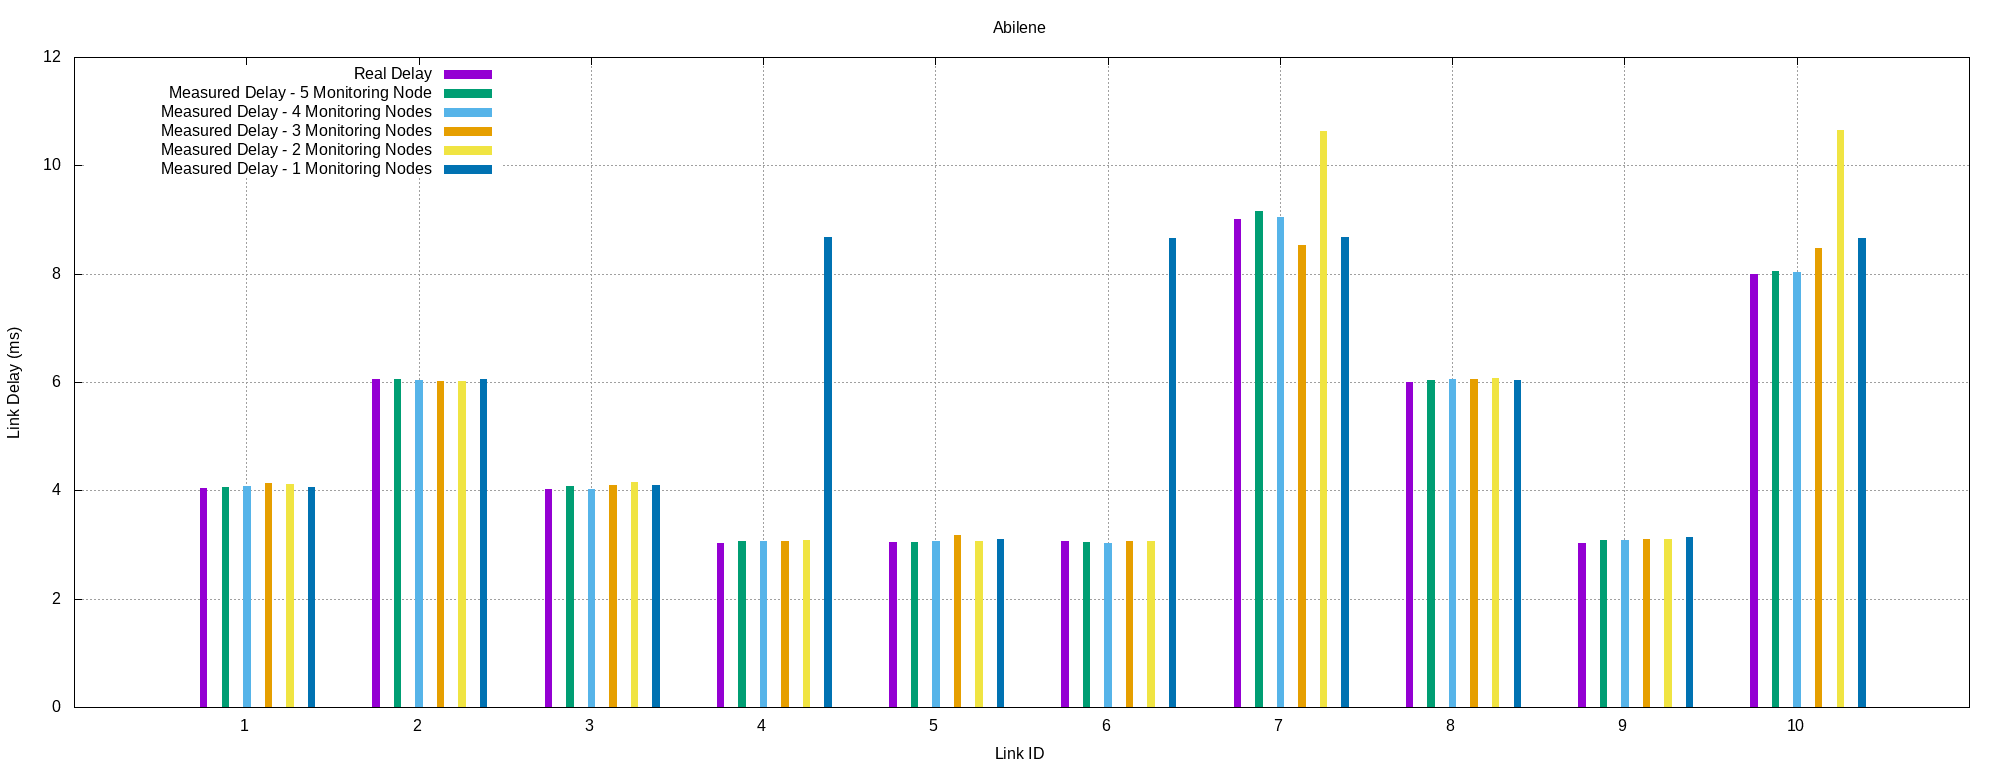 Abilene
12
10
8
6
4
2
0
Link Delay (ms)
Real Delay
Measured Delay - 5 Monitoring Node
Measured Delay - 4 Monitoring Nodes
Measured Delay - 3 Monitoring Nodes
Measured Delay - 2 Monitoring Nodes
Measured Delay - 1 Monitoring Nodes
1 2 3 4 5 6 7 8 9 10
Link ID